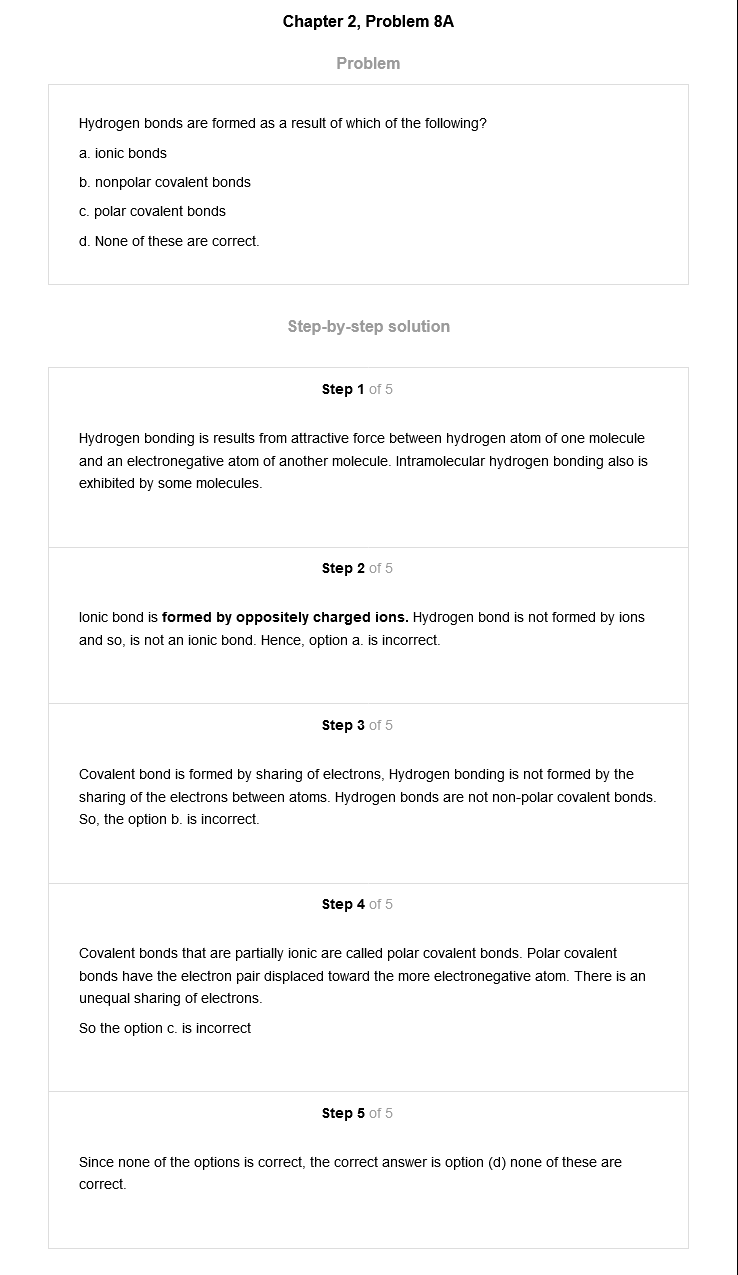 Chapter 2, Problem 8A
Problem
Hydrogen bonds are formed as a result of which of the following?
a. ionic bonds
b. nonpolar covalent bonds
c. polar covalent bonds
d. None of these are correct.
Step-by-step solution
Step 1 of 5
Hydrogen bonding is results from attractive force between hydrogen atom of one molecule
and an electronegative atom of another molecule. Intramolecular hydrogen bonding also is
exhibited by some molecules.
Step 2 of 5
Ionic bond is formed by oppositely charged ions. Hydrogen bond is not formed by ions
and so, is not an ionic bond. Hence, option a. is incorrect.
Step 3 of 5
Covalent bond is formed by sharing of electrons, Hydrogen bonding is not formed by the
sharing of the electrons between atoms. Hydrogen bonds are not non-polar covalent bonds.
So, the option b. is incorrect.
Step 4 of 5
Covalent bonds that are partially ionic are called polar covalent bonds. Polar covalent
bonds have the electron pair displaced toward the more electronegative atom. There is an
unequal sharing of electrons.
So the option c. is incorrect
Step 5 of 5
Since none of the options is correct, the correct answer is option (d) none of these are
correct.